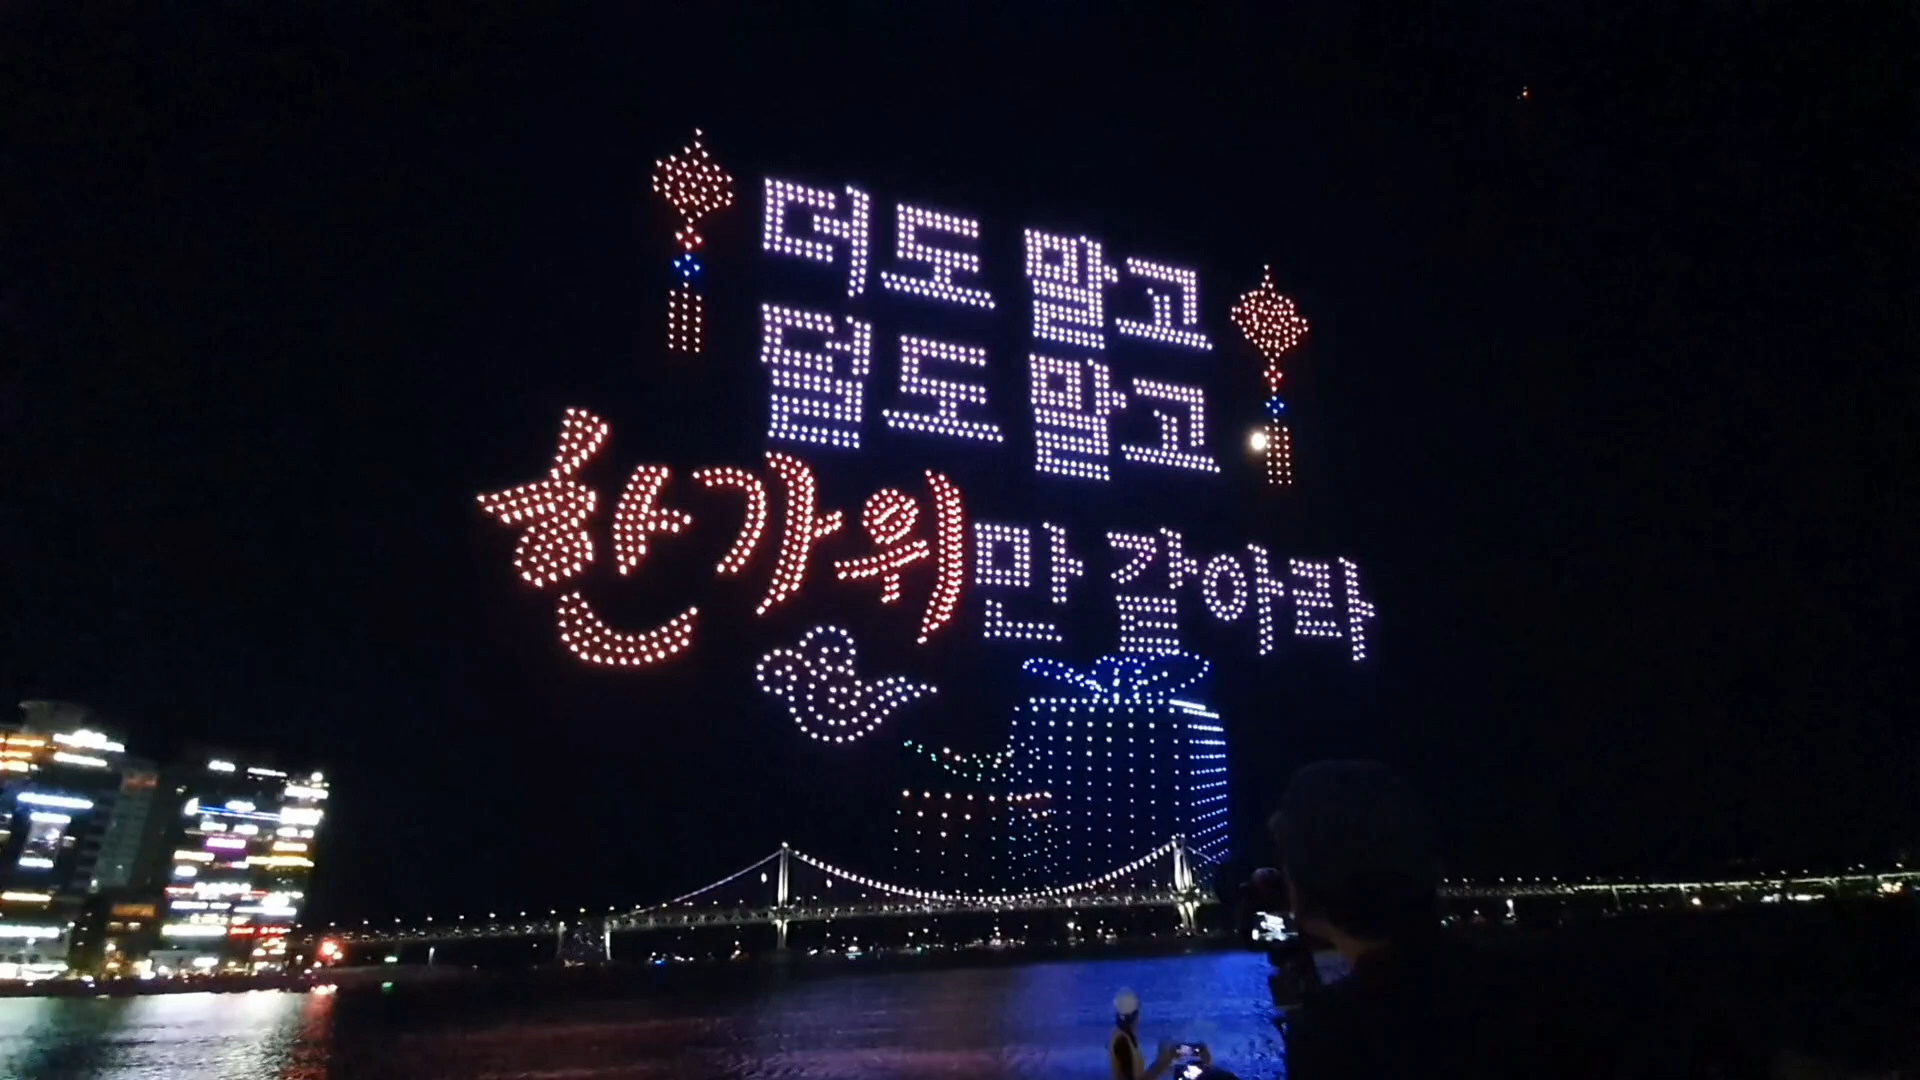 더도 말고
덜도 말고
한가위만 같아라